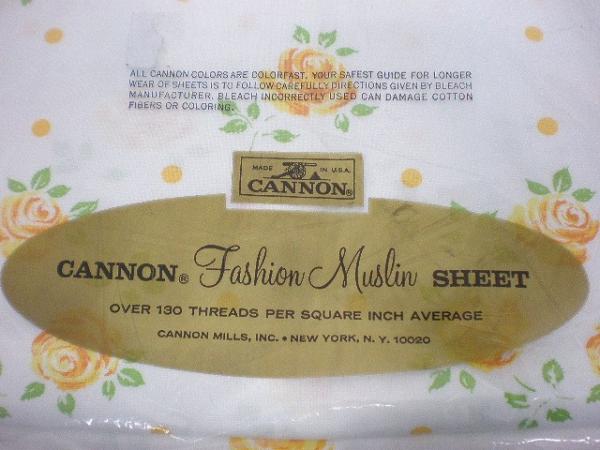 ALL CANNON COLORS ARE COLORFAST. YOUR SAFEST GUIDE FOR LONGER
WEAR OF SHEETS IS TO FOLLOW CAREFULLY DIRECTIONS GIVEN BY BLEACH
MANUFACTURER. BLEACH INCORRECTLY USED CAN DAMAGE COTTON
FIBERS OR COLORING.
MADE IN U.S.A.
CANNON®
CANNON® Fashion Muslin SHEET
OVER 130 THREADS PER SQUARE INCH AVERAGE
CANNON MILLS, INC. • NEW YORK, N. Y. 10020